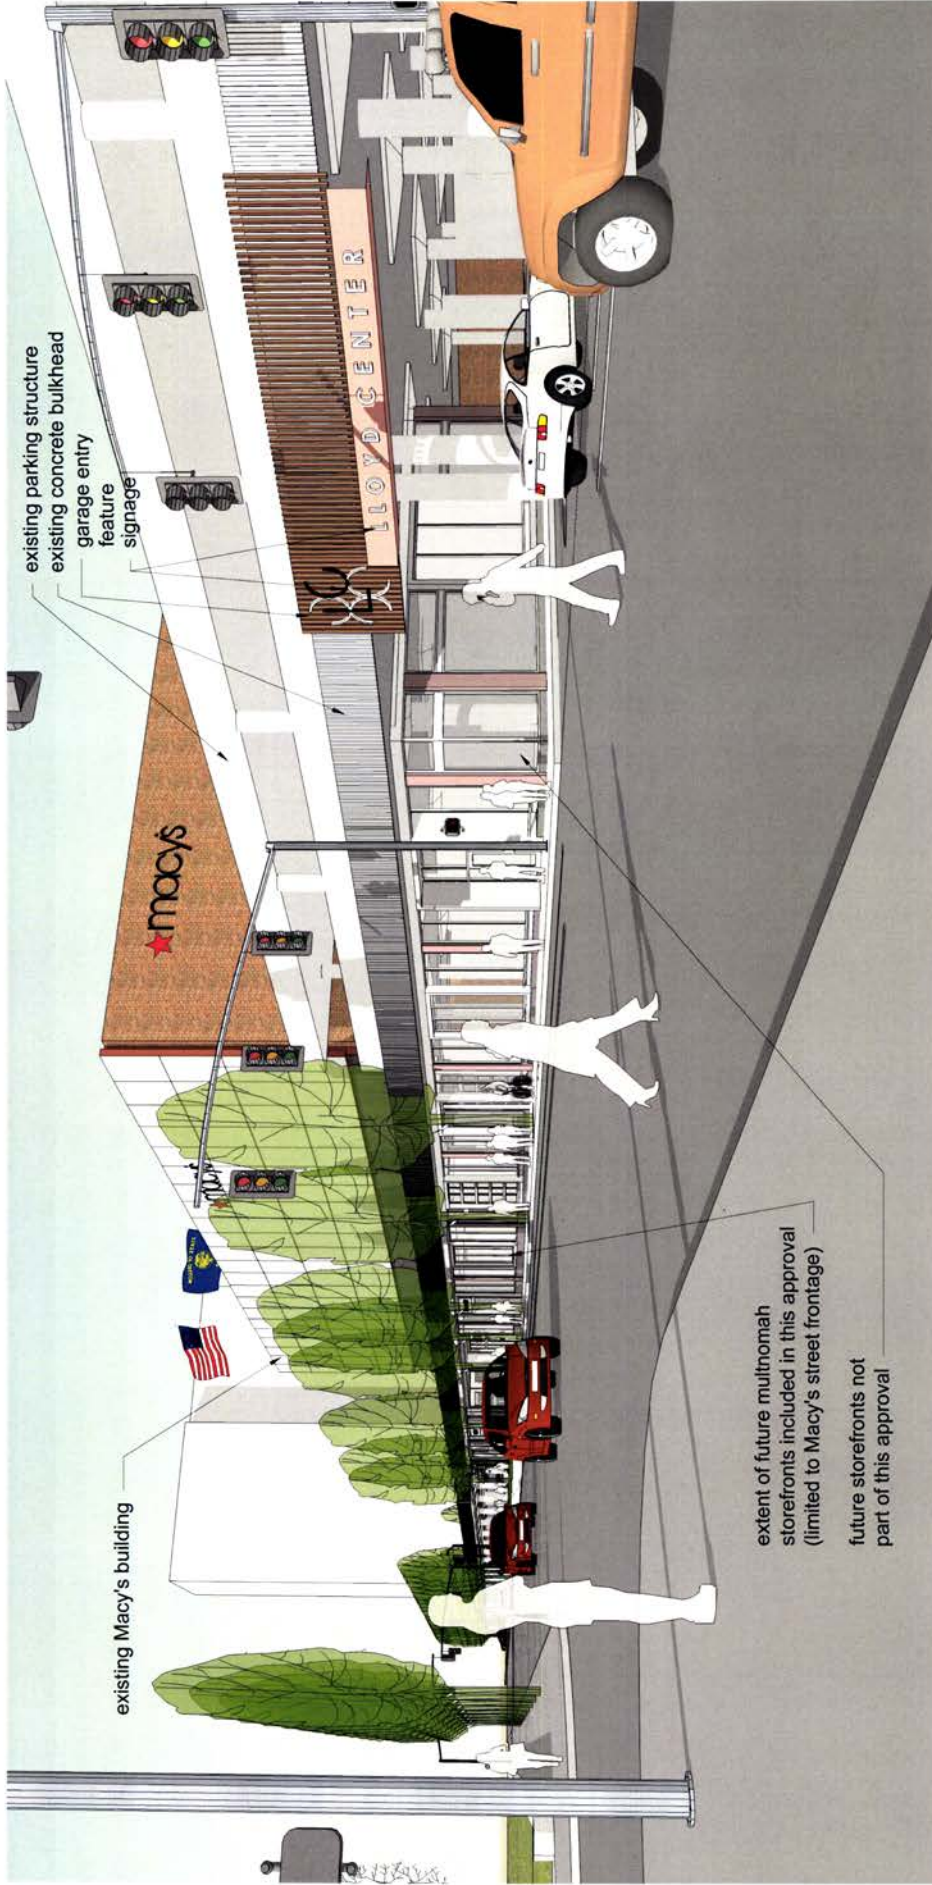 existing Macy's building
existing parking structure
existing concrete bulkhead
garage entry
feature
signage
macy's
LLOYD CENTER
LC
extent of future multnomah
storefronts included in this approval
(limited to Macy's street frontage)
future storefronts not
part of this approval